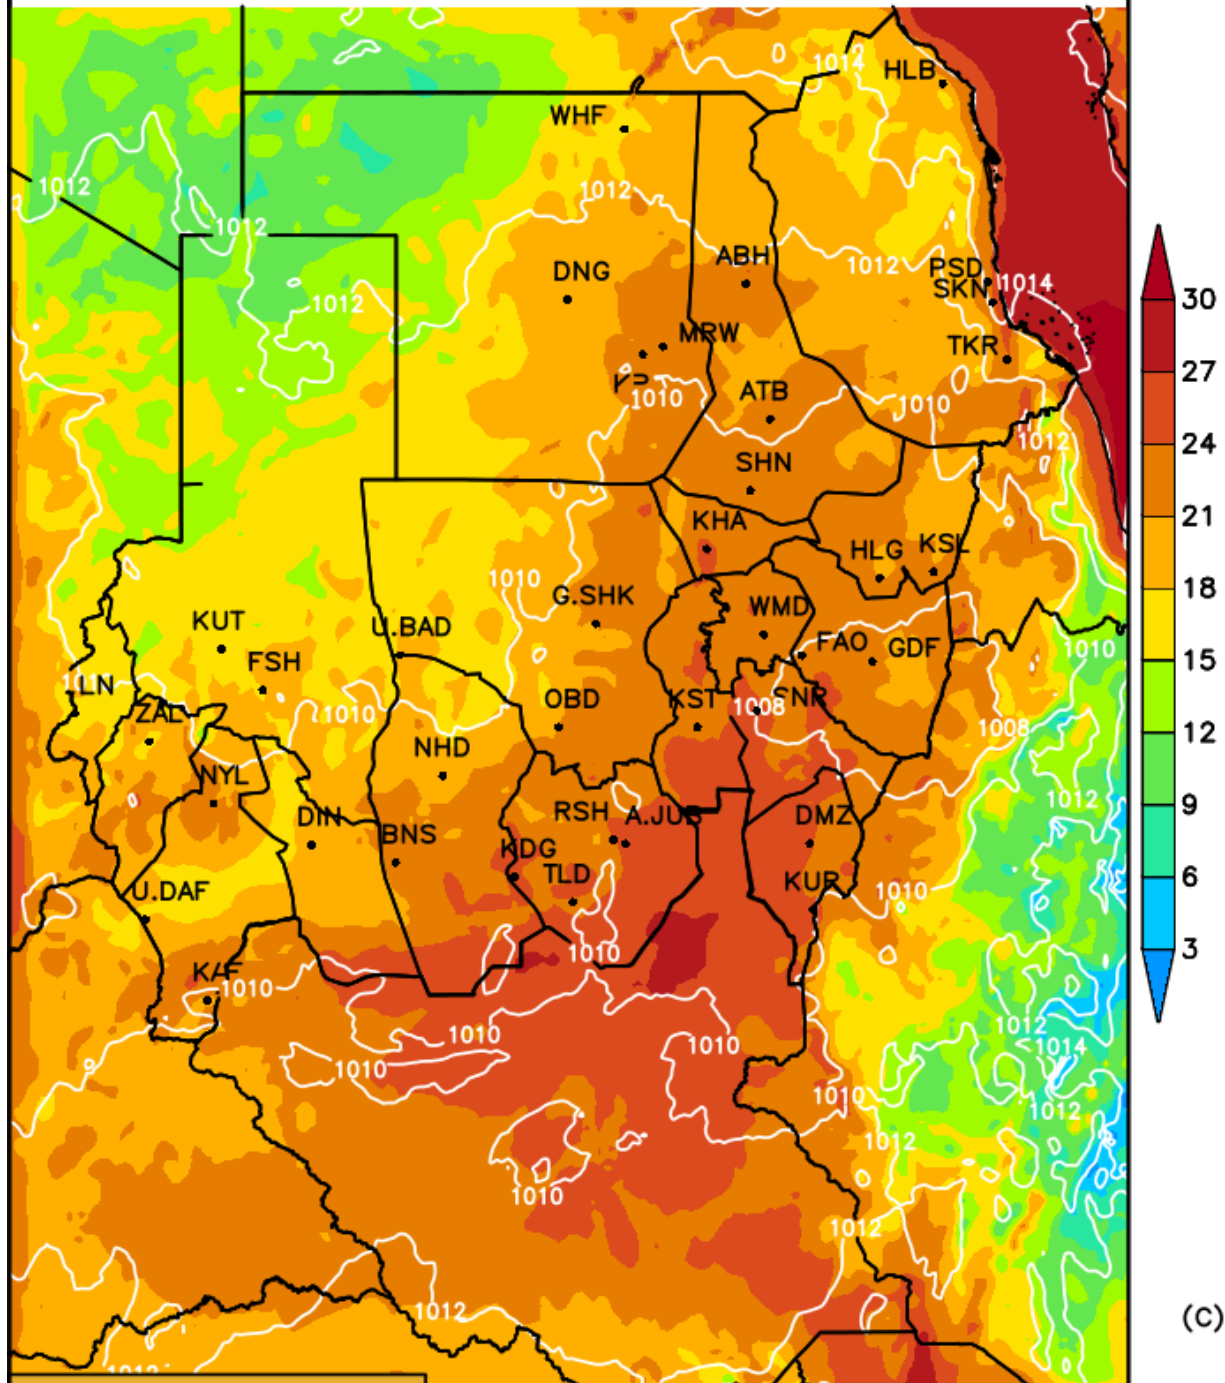 1014
HLB
WHF
1012
1012
1012
ABH
DNG
1012
PSD
SKN
1014
1012
MRW
TKR
ATB
1010
1010
1012
SHN
KHA
HLG
KSL
1010
G.SHK
WMD
KUT
U.BAD
FAO
GDF
1010
FSH
OBD
KST
1008
SNR
ZAL
1010
1008
NHD
NYL
1012
RSH
A.JUB
DMZ
DIN
BNS
KDG
TLD
KUR
U.DAF
1010
1010
KAF
1010
1012
1010
1010
1014
1010
1010
1012
1012
1010
1012
1012
30
27
24
21
18
15
12
9
6
3
(C)